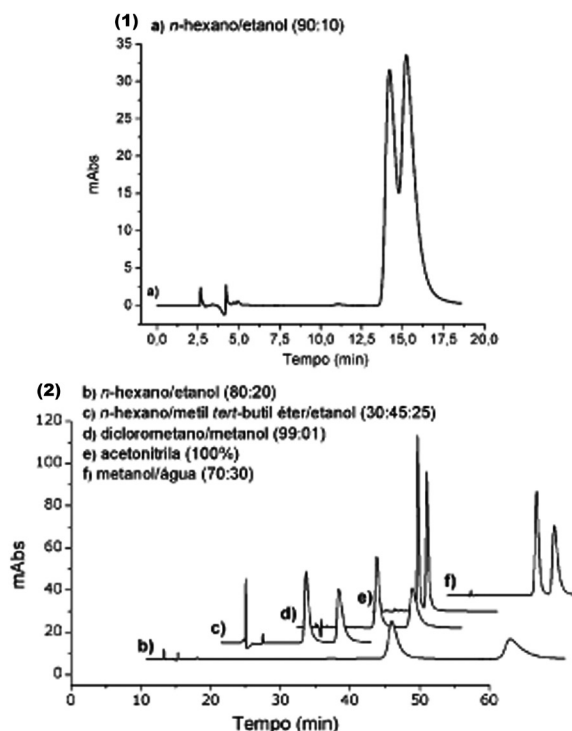 (1)
a) n-hexano/etanol (90:10)
35
30
25
20
15
10
5
0
mAbs
a)
0,0 2,5 5,0 7,5 10,0 12,5 15,0 17,5 20,0
Tempo (min)
(2)
b) n-hexano/etanol (80:20)
c) n-hexano/metil tert-butil éter/etanol (30:45:25)
d) diclorometano/metanol (99:01)
e) acetonitrila (100%)
f) metanol/água (70:30)
120
100
80
60
40
20
0
mAbs
f)
e)
d)
c)
b)
0 10 20 30 40 50 60
Tempo (min)